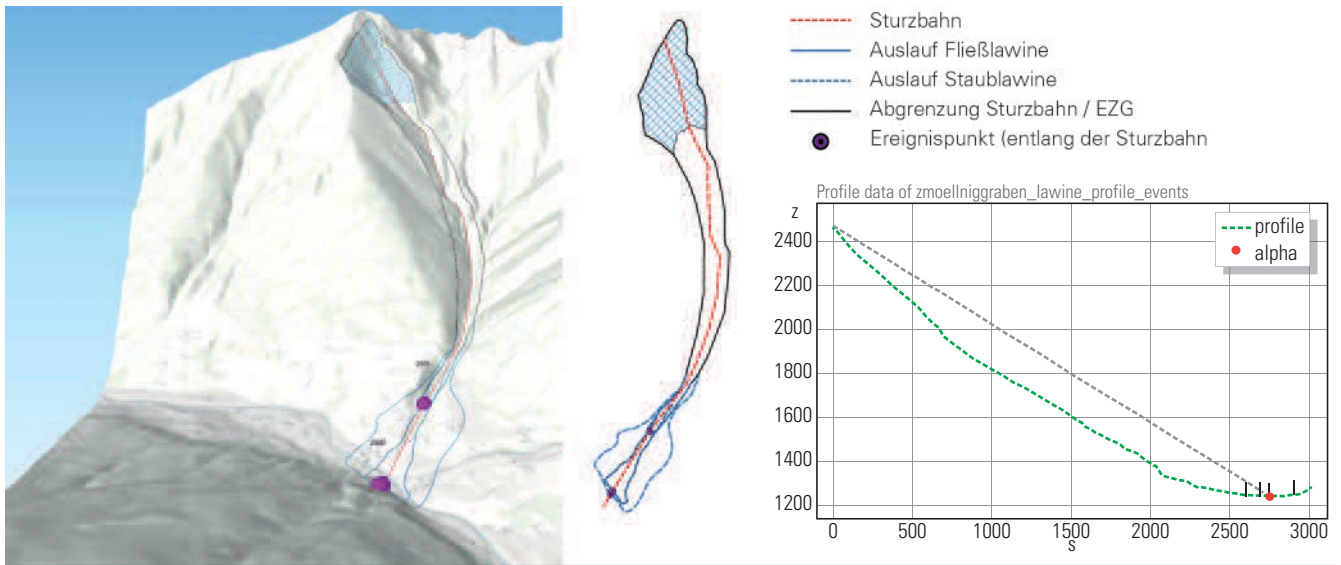 Sturzbahn
Auslauf Fließlawine
Auslauf Staublawine
Abgrenzung Sturzbahn / EZG
Ereignispunkt (entlang der Sturzbahn
Profile data of zmoellniggraben_lawine_profile_events
z
profile
alpha
2400
2200
2000
1800
1600
1400
1200
0 500 1000 1500 2000 2500 3000
s